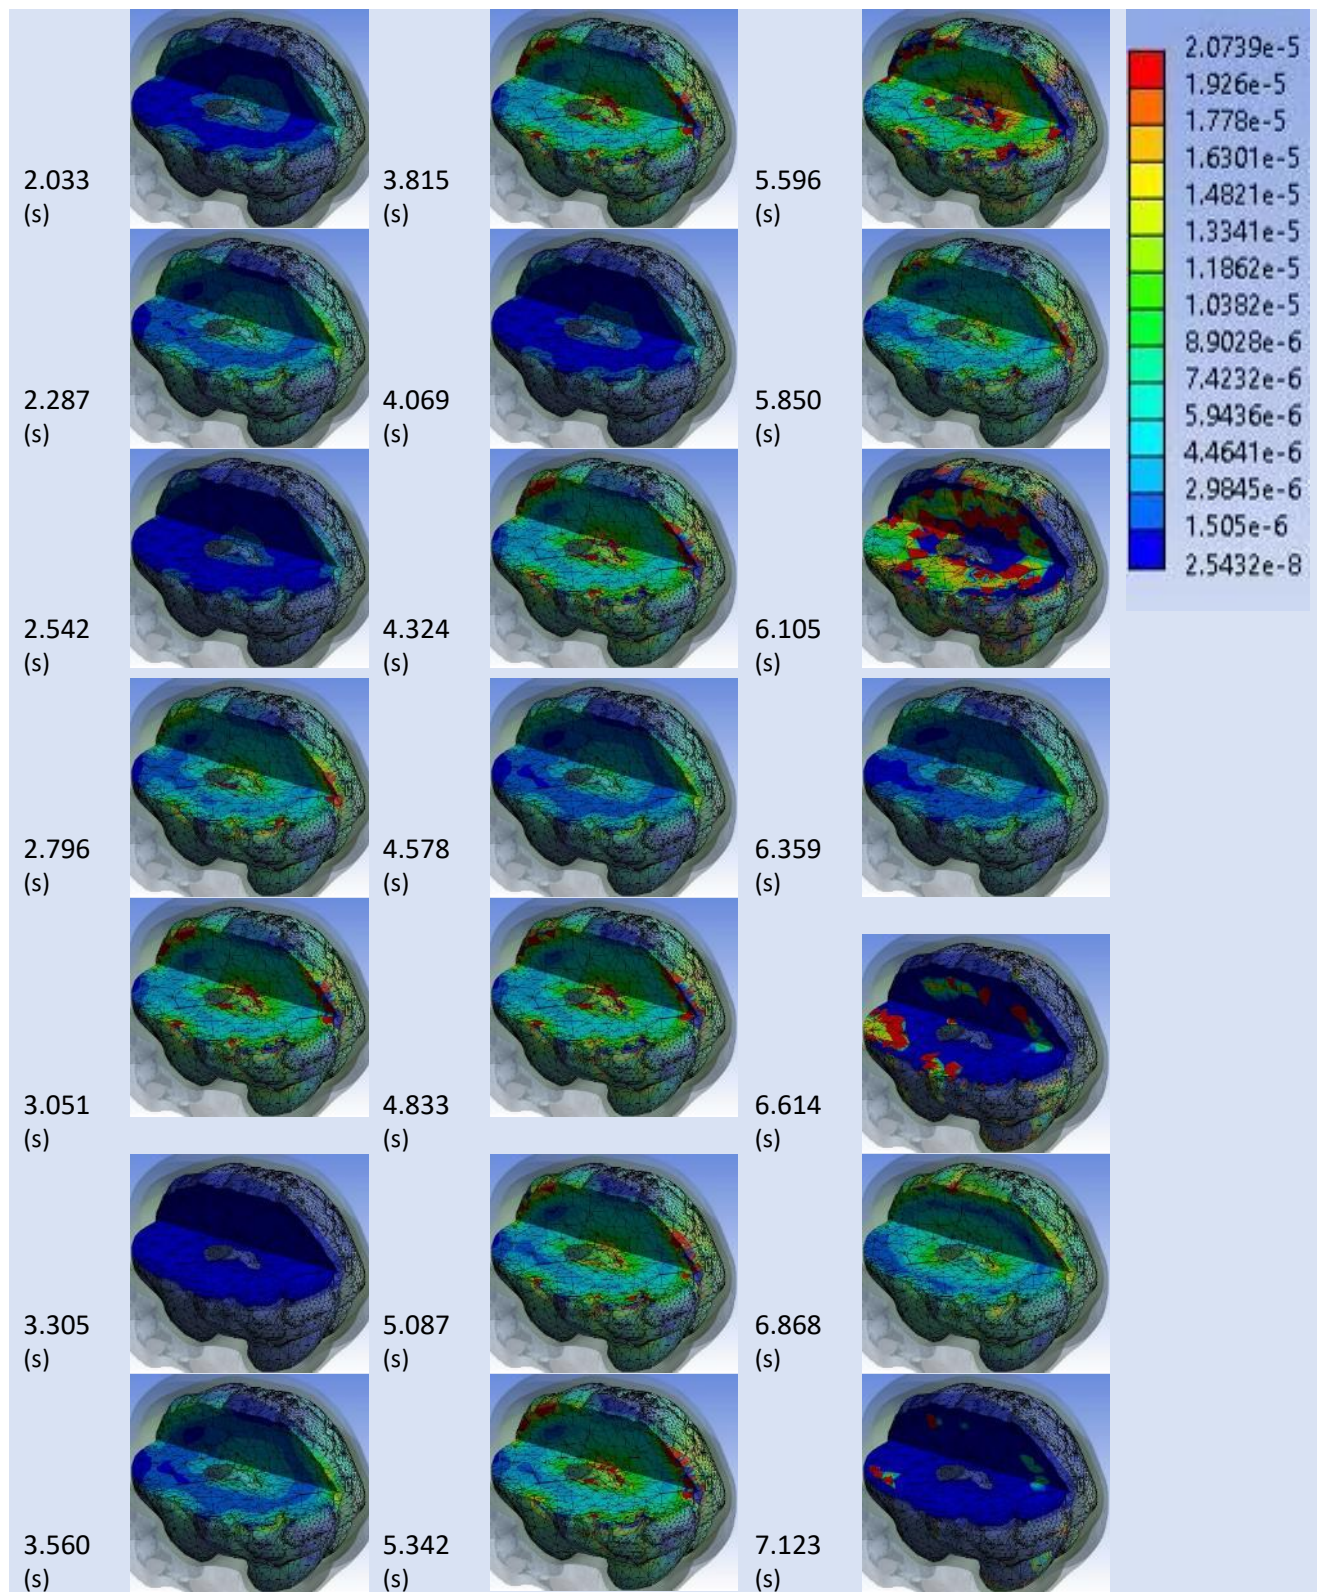 2.033
(s)
3.815
(s)
5.596
(s)
2.287
(s)
4.069
(s)
5.850
(s)
2.542
(s)
4.324
(s)
6.105
(s)
2.796
(s)
4.578
(s)
6.359
(s)
3.051
(s)
4.833
(s)
6.614
(s)
3.305
(s)
5.087
(s)
6.868
(s)
3.560
(s)
5.342
(s)
7.123
(s)
2.0739e-5
1.926e-5
1.778e-5
1.6301e-5
1.4821e-5
1.3341e-5
1.1862e-5
1.0382e-5
8.9028e-6
7.4232e-6
5.9436e-6
4.4641e-6
2.9845e-6
1.505e-6
2.5432e-8